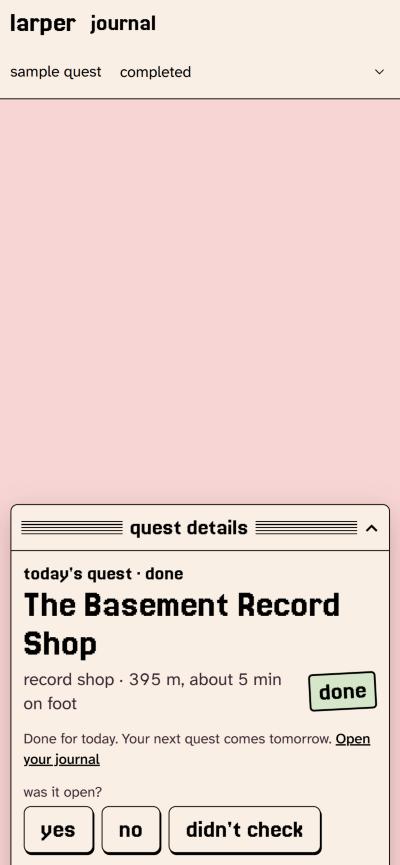 larper journal
sample quest completed
quest details
today's quest · done
The Basement Record
Shop
record shop · 395 m, about 5 min
on foot
done
Done for today. Your next quest comes tomorrow. Open
your journal
was it open?
yes no didn't check